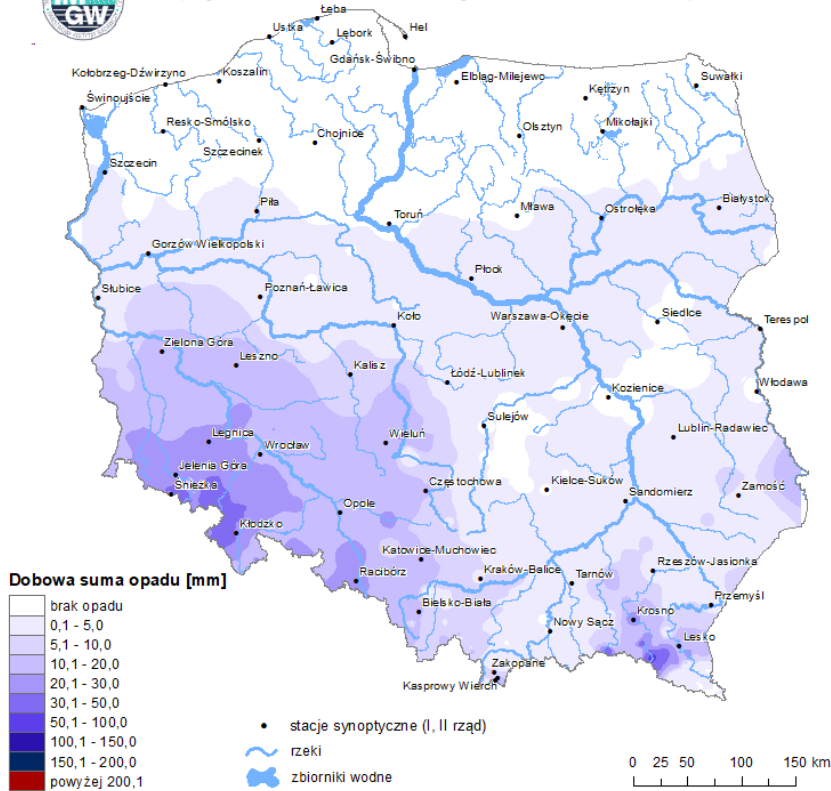 GW
Łeba
Ustka
Hel
Lębork
Gdańsk-Świbno
Kołobrzeg-Dźwirzyno
Koszalin
Elbląg-Milejewo
Suwałki
Kętrzyn
Świnoujście
Resko-Smólsko
Chojnice
Olsztyn
Mikołajki
Szczecinek
Szczecin
Piła
Toruń
Mława
Ostrołęka
Białystok
Gorzów Wielkopolski
Płock
Słubice
Poznań-Ławica
Koło
Warszawa-Okęcie
Siedlce
Terespol
Zielona Góra
Leszno
Kalisz
Łódź-Lublinek
Kozienice
Włodawa
Sulejów
Legnica
Wrocław
Wieluń
Lublin-Radawiec
Jelenia Góra
Śnieżka
Częstochowa
Kielce-Suków
Sandomierz
Zamość
Opole
Kłodzko
Katowice-Muchowiec
Racibórz
Kraków-Balice
Tarnów
Rzeszów-Jasionka
Bielsko-Biała
Krosno
Przemyśl
Nowy Sącz
Lesko
Zakopane
Kasprowy Wierch
Dobowa suma opadu [mm]
brak opadu
0,1 - 5,0
5,1 - 10,0
10,1 - 20,0
20,1 - 30,0
30,1 - 50,0
50,1 - 100,0
100,1 - 150,0
150,1 - 200,0
powyżej 200,1
stacje synoptyczne (I, II rząd)
rzeki
zbiorniki wodne
0 25 50 100 150 km